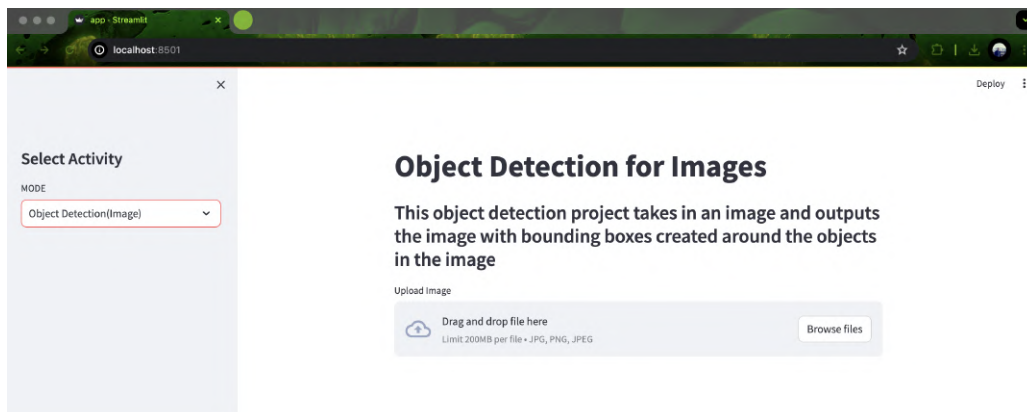 app · Streamlit
localhost:8501
Deploy
Select Activity
MODE
Object Detection(Image)
Object Detection for Images
This object detection project takes in an image and outputs
the image with bounding boxes created around the objects
in the image
Upload Image
Drag and drop file here
Limit 200MB per file • JPG, PNG, JPEG
Browse files